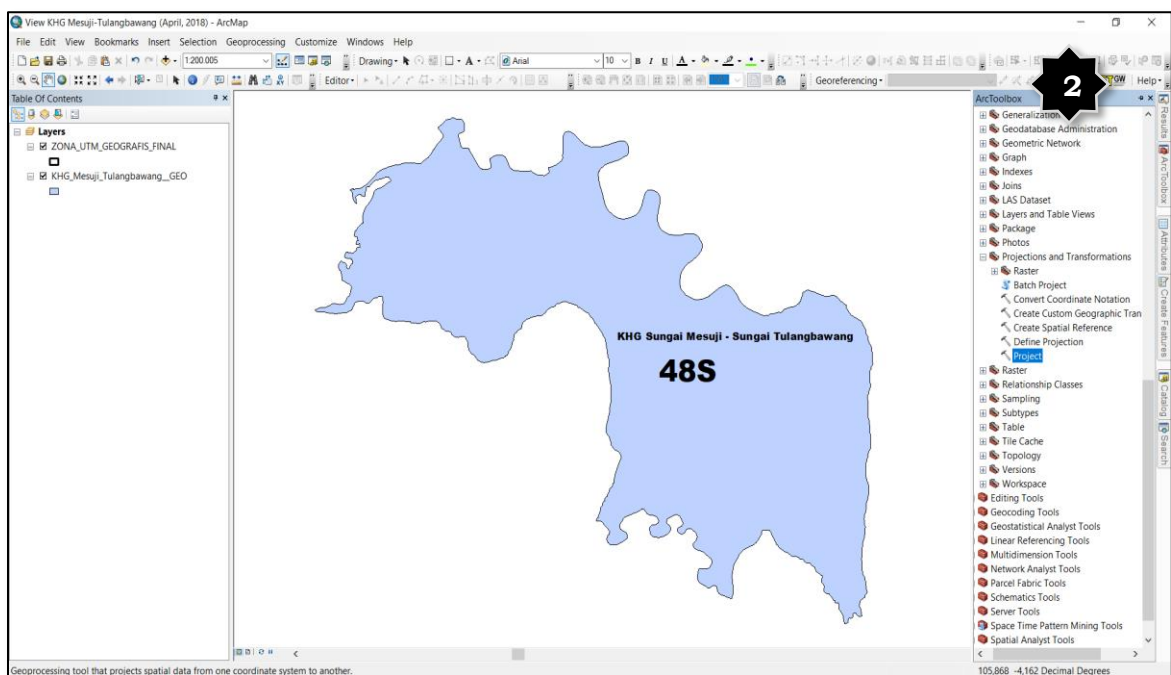 View KHG Mesuji-Tulangbawang (April, 2018) - ArcMap
File Edit View Bookmarks Insert Selection Geoprocessing Customize Windows Help
1:200.005 Drawing Arial 10 B I U A
Editor Georeferencing GW Help
2
Table Of Contents
Layers
ZONA_UTM_GEOGRAFIS_FINAL
KHG_Mesuji_Tulangbawang__GEO
KHG Sungai Mesuji - Sungai Tulangbawang
48S
ArcToolbox
Generalization
Geodatabase Administration
Geometric Network
Graph
Indexes
Joins
LAS Dataset
Layers and Table Views
Package
Photos
Projections and Transformations
Raster
Batch Project
Convert Coordinate Notation
Create Custom Geographic Tran
Create Spatial Reference
Define Projection
Project
Raster
Relationship Classes
Sampling
Subtypes
Table
Tile Cache
Topology
Versions
Workspace
Editing Tools
Geocoding Tools
Geostatistical Analyst Tools
Linear Referencing Tools
Multidimension Tools
Network Analyst Tools
Parcel Fabric Tools
Schematics Tools
Server Tools
Space Time Pattern Mining Tools
Spatial Analyst Tools
Results
ArcToolbox
Attributes
Create Features
Catalog
Search
Geoprocessing tool that projects spatial data from one coordinate system to another.
105,868 -4,162 Decimal Degrees